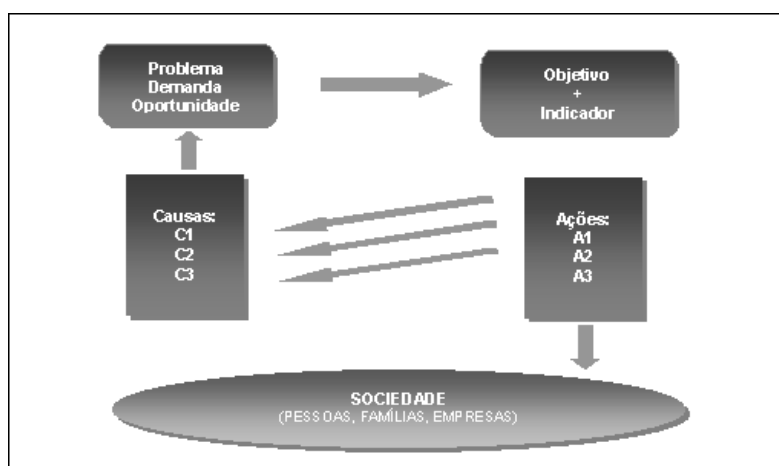 Problema
Demanda
Oportunidade
Objetivo
+
Indicador
Causas:
C1
C2
C3
Ações:
A1
A2
A3
SOCIEDADE
(PESSOAS, FAMÍLIAS, EMPRESAS)